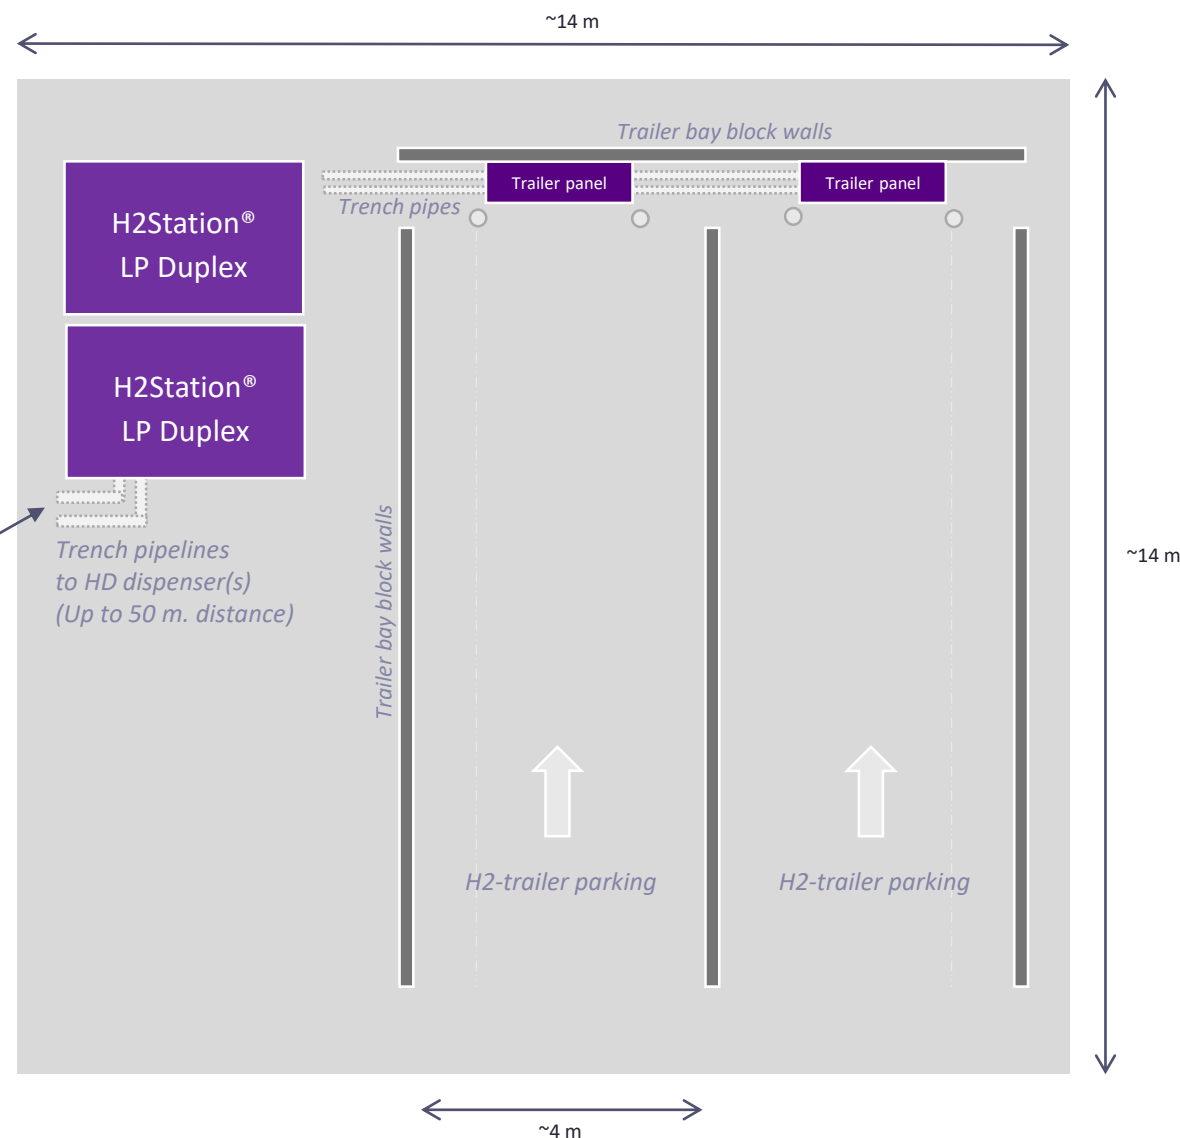 ~14 m
Trailer bay block walls
Trailer panel
Trailer panel
Trench pipes
H2Station®
LP Duplex
H2Station®
LP Duplex
Trench pipelines
to HD dispenser(s)
(Up to 50 m. distance)
Trailer bay block walls
~14 m
H2-trailer parking
H2-trailer parking
~4 m